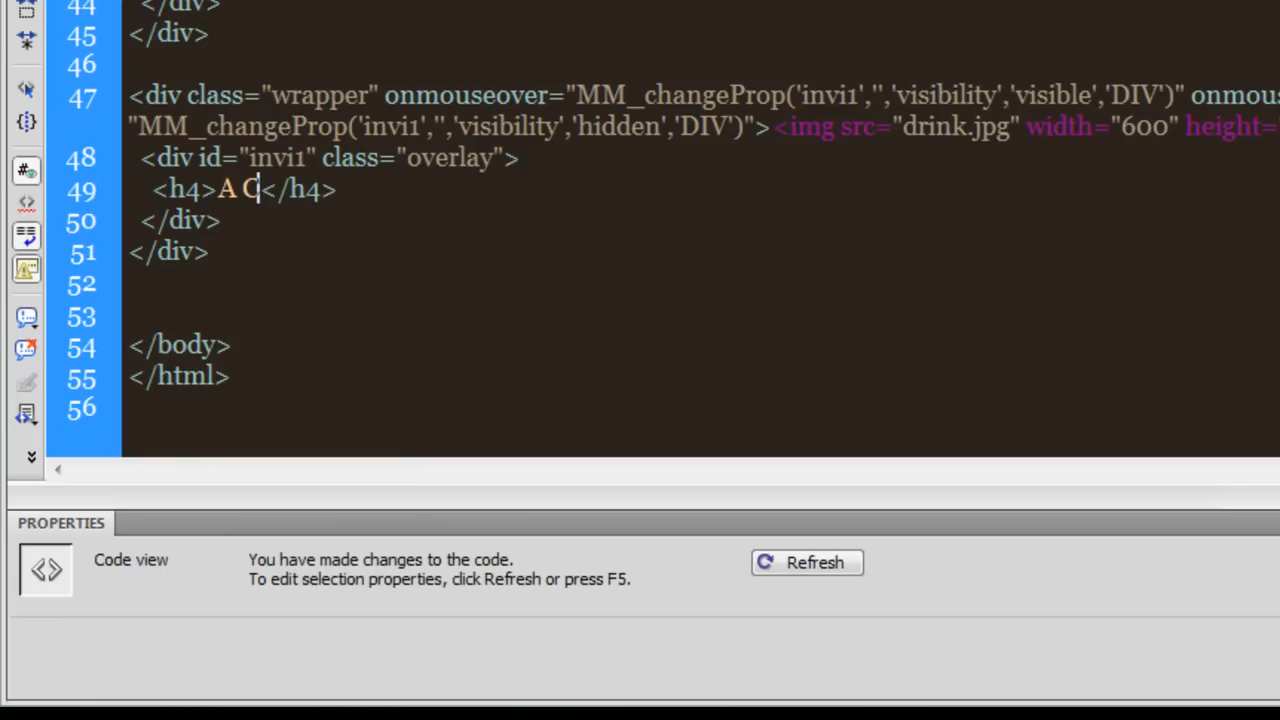 44 </div>
45 </div>
46
47 <div class="wrapper" onmouseover="MM_changeProp('invi1','','visibility','visible','DIV')" onmous
"MM_changeProp('invi1','','visibility','hidden','DIV')"><img src="drink.jpg" width="600" height=
48 <div id="invi1" class="overlay">
49 <h4>A C</h4>
50 </div>
51 </div>
52
53
54 </body>
55 </html>
56
PROPERTIES
Code view
You have made changes to the code.
To edit selection properties, click Refresh or press F5.
Refresh